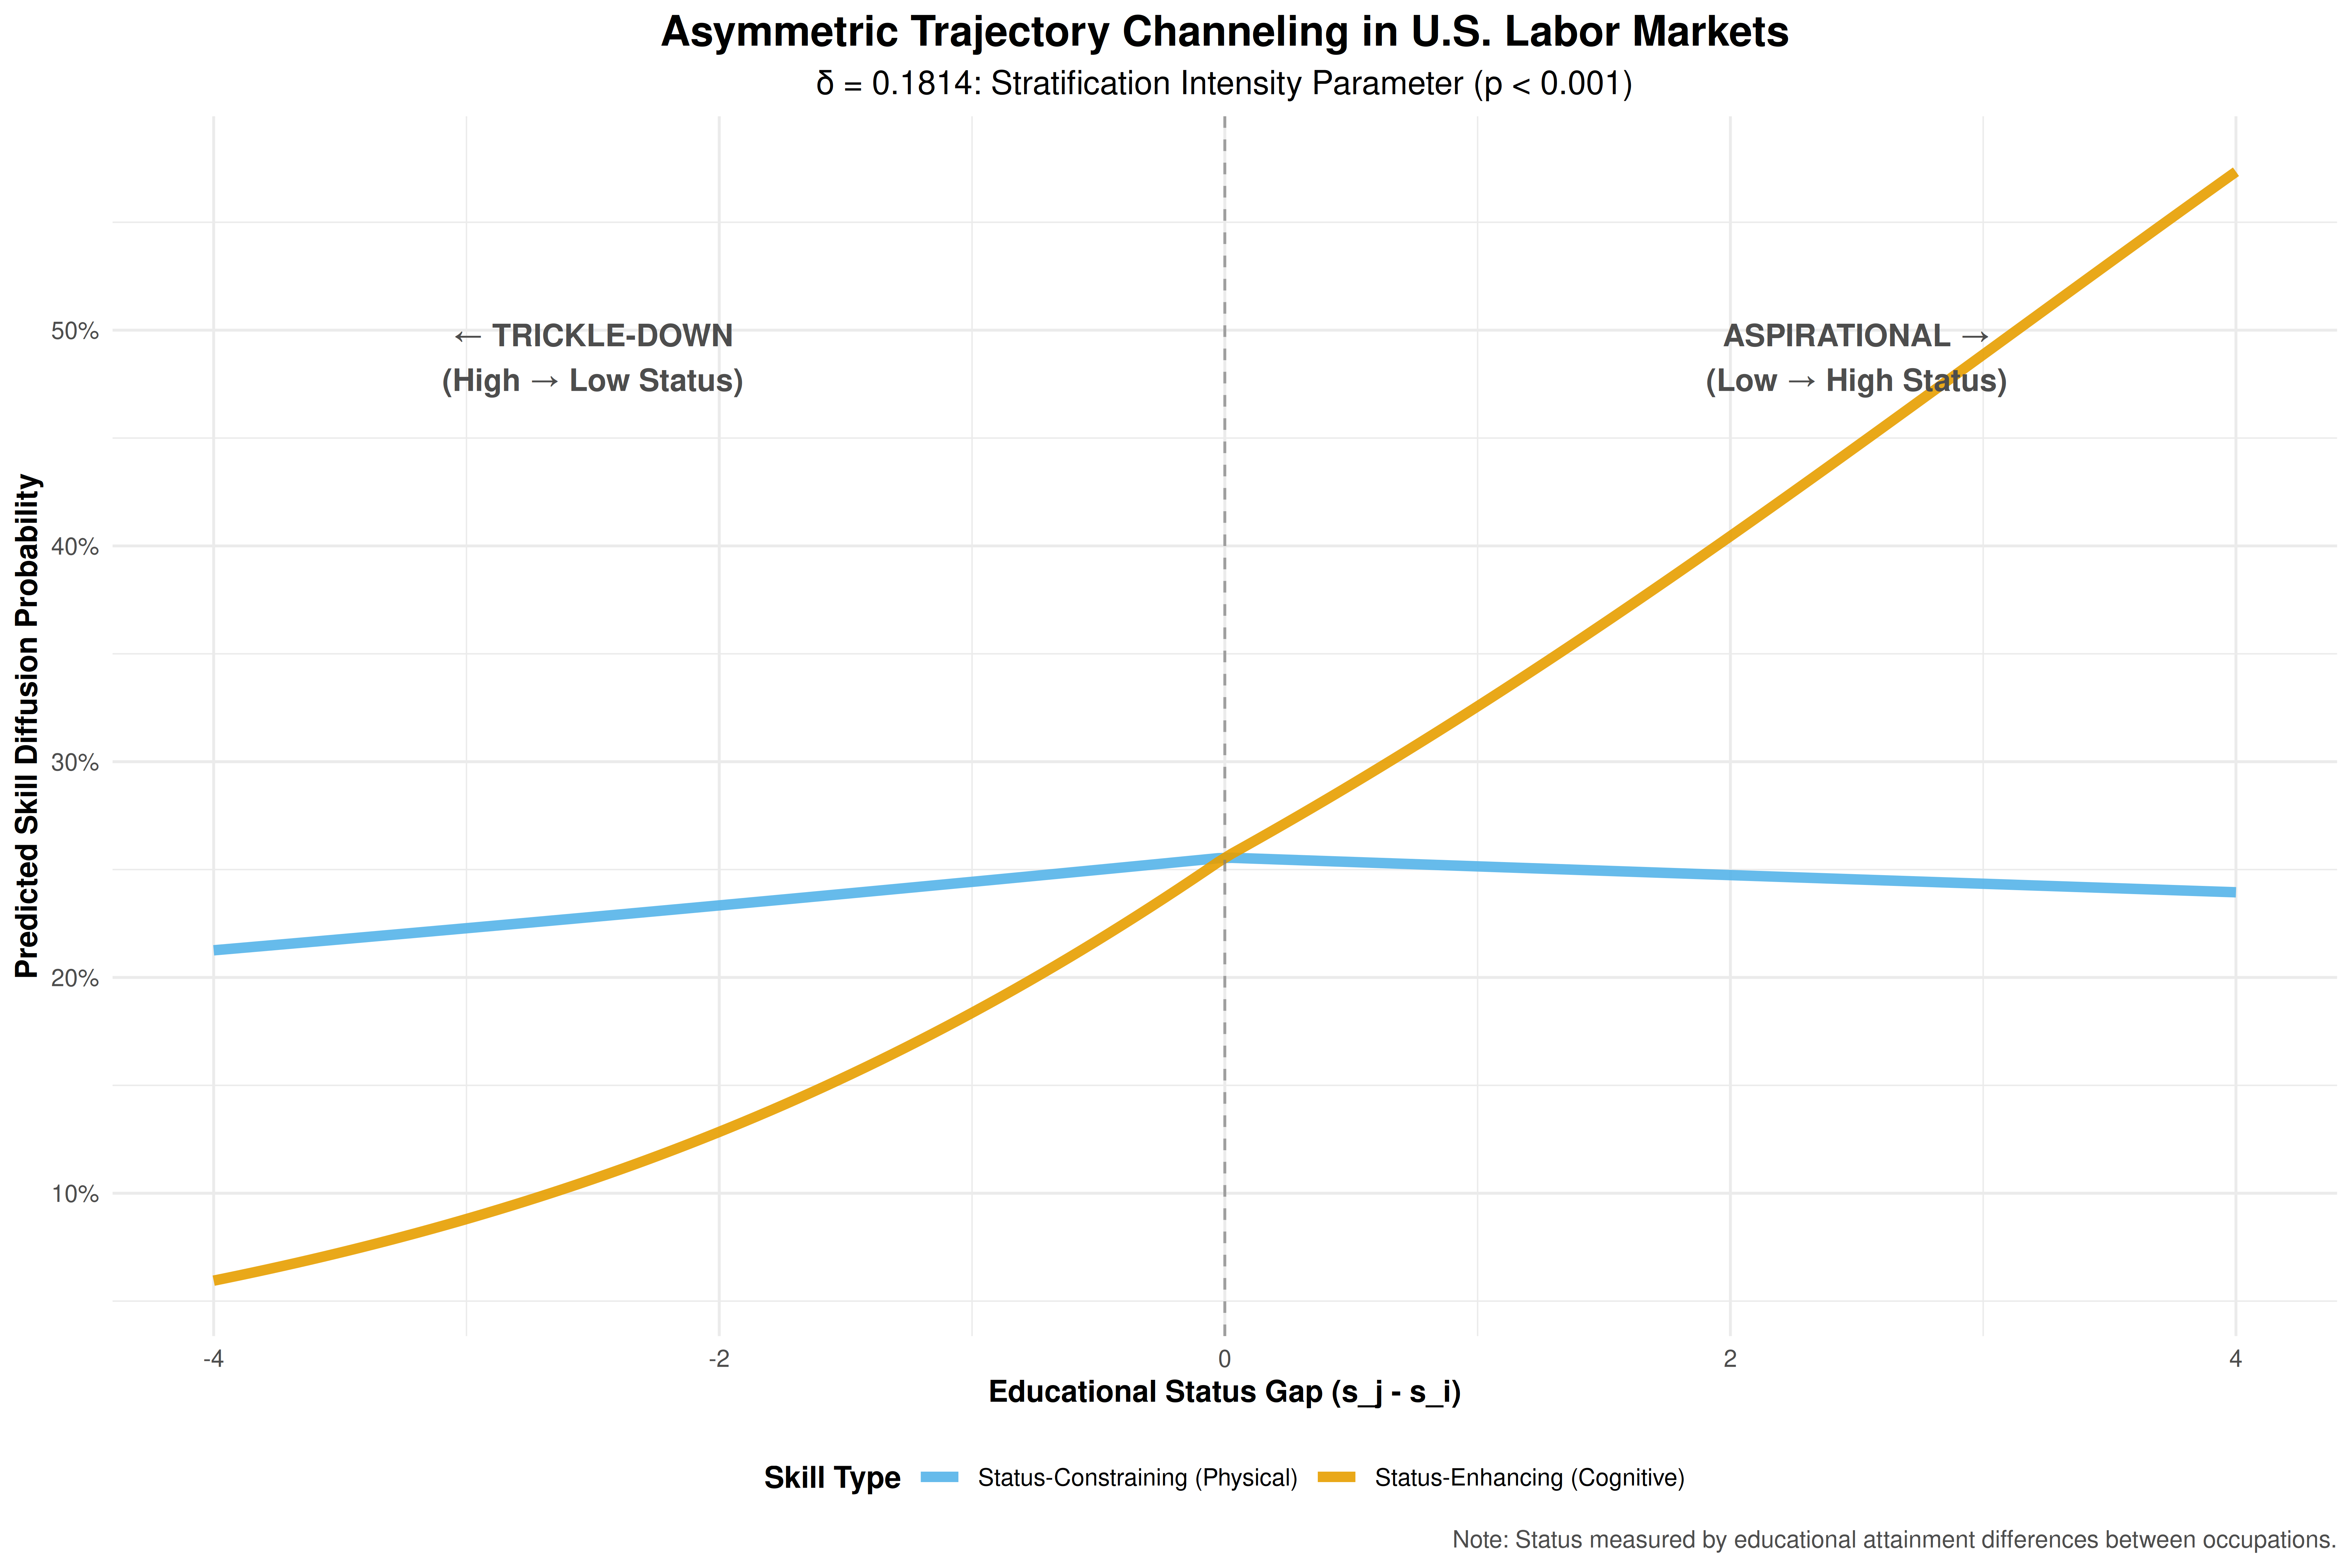 Asymmetric Trajectory Channeling in U.S. Labor Markets
δ = 0.1814: Stratification Intensity Parameter (p < 0.001)
Predicted Skill Diffusion Probability
50%
40%
30%
20%
10%
← TRICKLE-DOWN
(High → Low Status)
ASPIRATIONAL →
(Low → High Status)
-4
-2
0
2
4
Educational Status Gap (s_j - s_i)
Skill Type
Status-Constraining (Physical)
Status-Enhancing (Cognitive)
Note: Status measured by educational attainment differences between occupations.